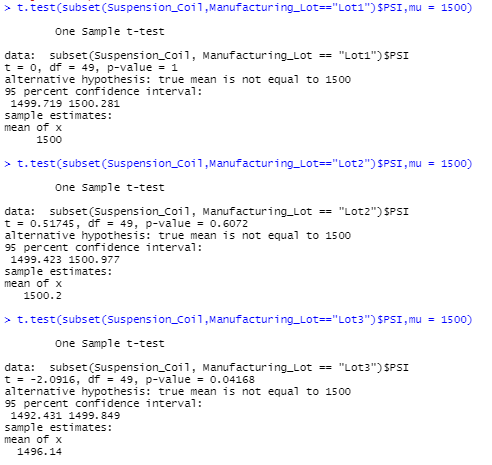 > t.test(subset(Suspension_Coil,Manufacturing_Lot=="Lot1")$PSI,mu = 1500)
One Sample t-test
data:  subset(Suspension_Coil, Manufacturing_Lot == "Lot1")$PSI
t = 0, df = 49, p-value = 1
alternative hypothesis: true mean is not equal to 1500
95 percent confidence interval:
1499.719 1500.281
sample estimates:
mean of x
1500
> t.test(subset(Suspension_Coil,Manufacturing_Lot=="Lot2")$PSI,mu = 1500)
One Sample t-test
data:  subset(Suspension_Coil, Manufacturing_Lot == "Lot2")$PSI
t = 0.51745, df = 49, p-value = 0.6072
alternative hypothesis: true mean is not equal to 1500
95 percent confidence interval:
1499.423 1500.977
sample estimates:
mean of x
1500.2
> t.test(subset(Suspension_Coil,Manufacturing_Lot=="Lot3")$PSI,mu = 1500)
One Sample t-test
data:  subset(Suspension_Coil, Manufacturing_Lot == "Lot3")$PSI
t = -2.0916, df = 49, p-value = 0.04168
alternative hypothesis: true mean is not equal to 1500
95 percent confidence interval:
1492.431 1499.849
sample estimates:
mean of x
1496.14